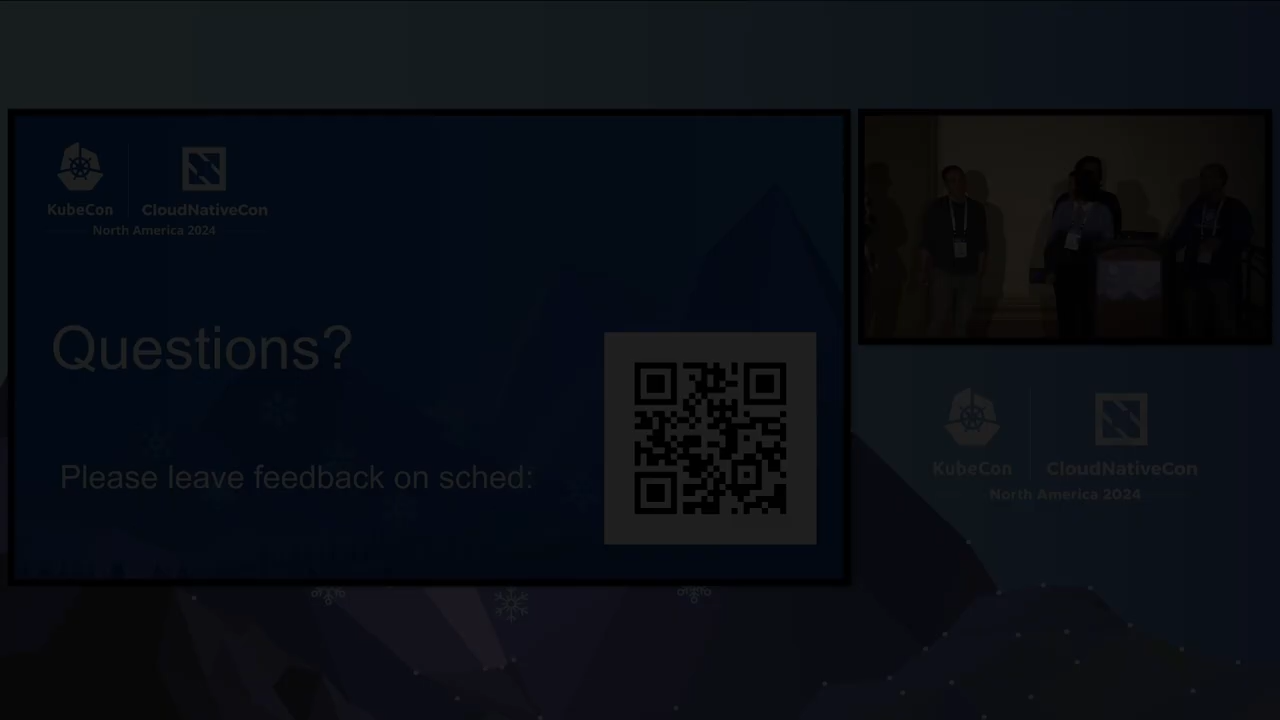 KubeCon
CloudNativeCon
North America 2024
Questions?
Please leave feedback on sched:
KubeCon
CloudNativeCon
North America 2024